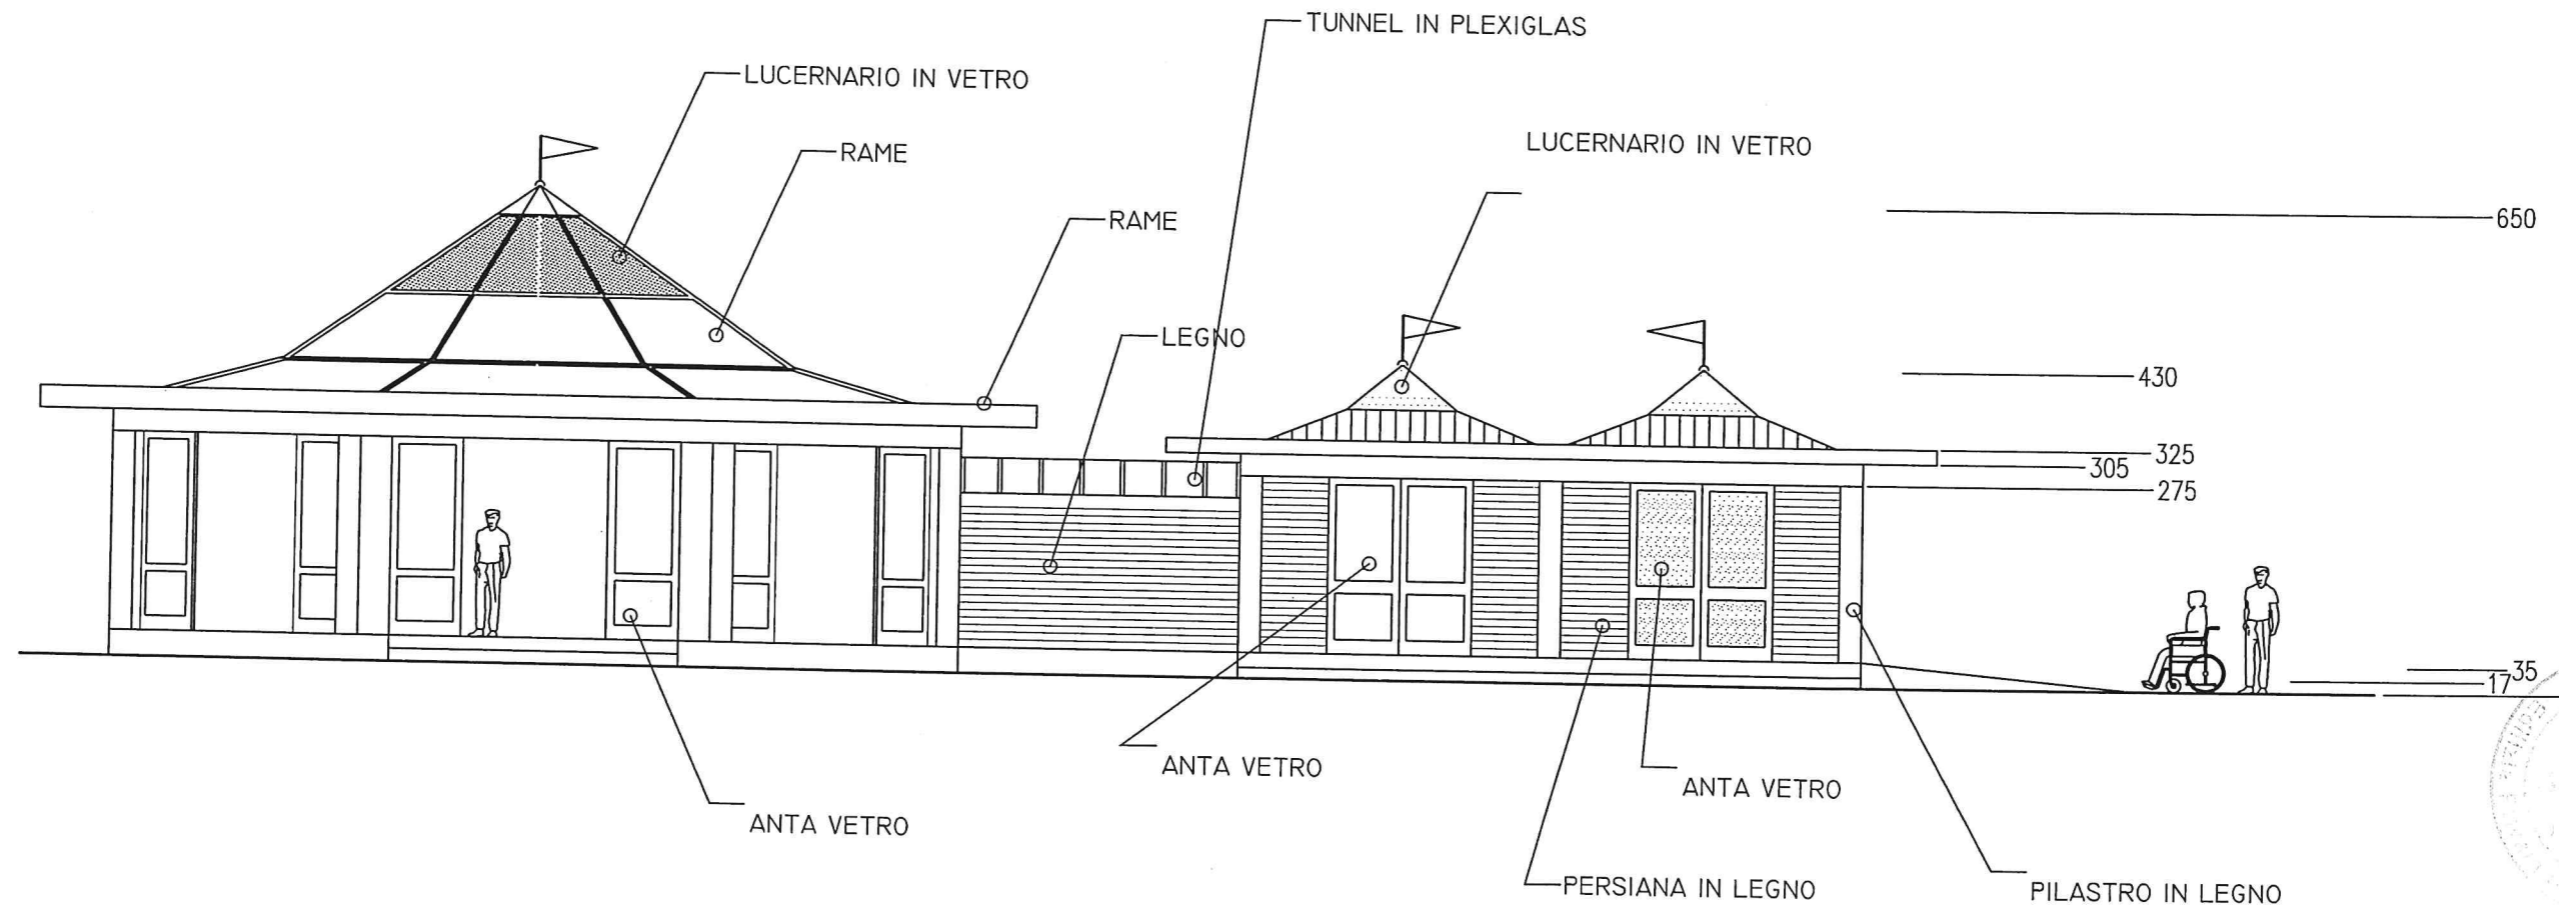 TUNNEL IN PLEXIGLAS
LUCERNARIO IN VETRO
RAME
LUCERNARIO IN VETRO
RAME
650
LEGNO
430
325
305
275
35
17
ANTA VETRO
ANTA VETRO
ANTA VETRO
PERSIANA IN LEGNO
PILASTRO IN LEGNO